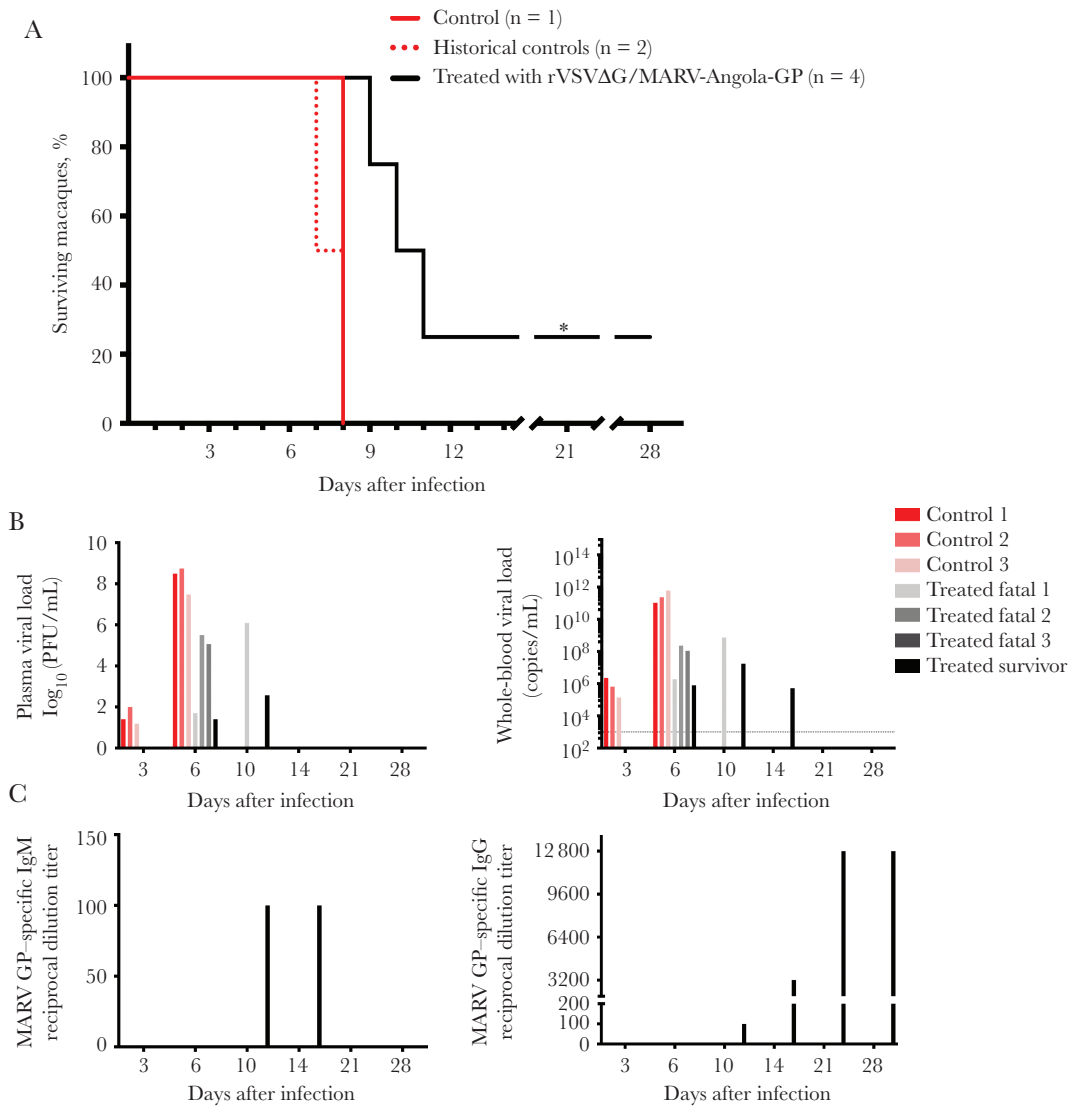 A
Control (n = 1)
Historical controls (n = 2)
Treated with rVSVΔG/MARV-Angola-GP (n = 4)
Surviving macaques, %
100
80
60
40
20
0
*
3 6 9 12 21 28
Days after infection
B
Plasma viral load
log10 (PFU/mL)
10
8
6
4
2
0
3 6 10 14 21 28
Days after infection
Whole-blood viral load
(copies/mL)
10^14
10^12
10^10
10^8
10^6
10^4
10^2
3 6 10 14 21 28
Days after infection
Control 1
Control 2
Control 3
Treated fatal 1
Treated fatal 2
Treated fatal 3
Treated survivor
C
MARV GP–specific IgM
reciprocal dilution titer
150
100
50
0
3 6 10 14 21 28
Days after infection
MARV GP–specific IgG
reciprocal dilution titer
12 800
9600
6400
3200
200
100
0
3 6 10 14 21 28
Days after infection